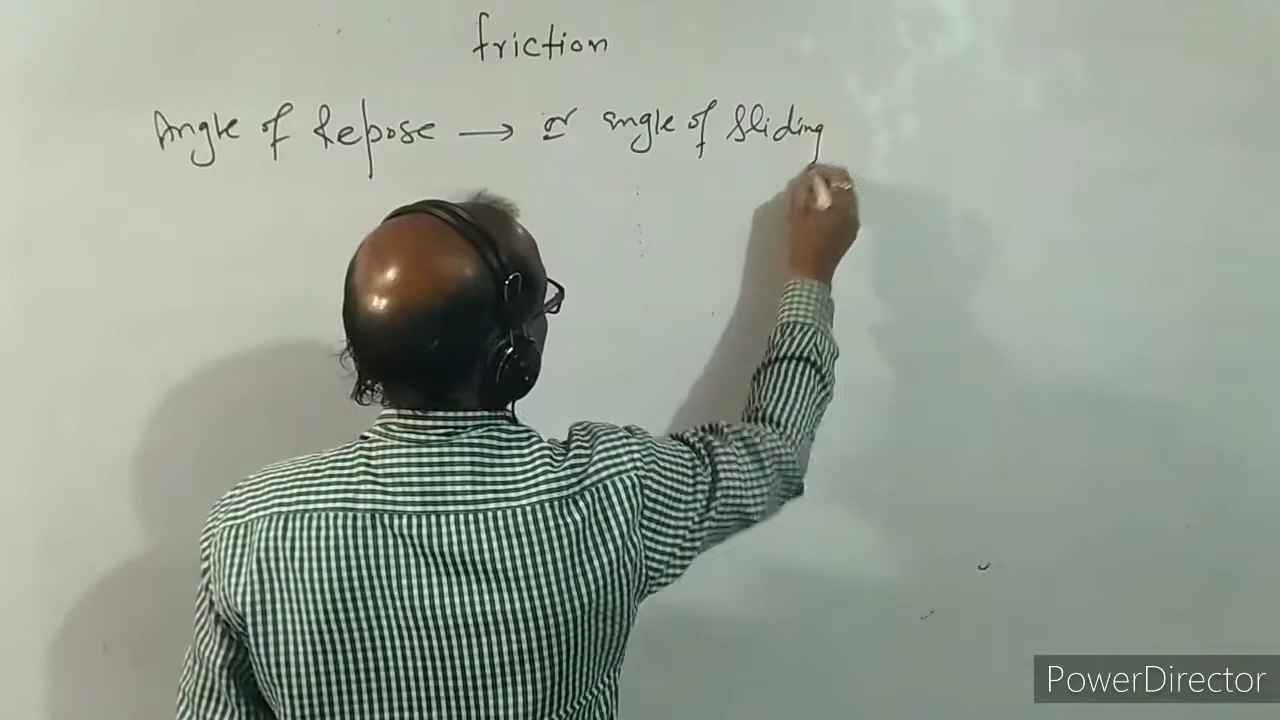 friction
Angle of Repose → or angle of Sliding
PowerDirector